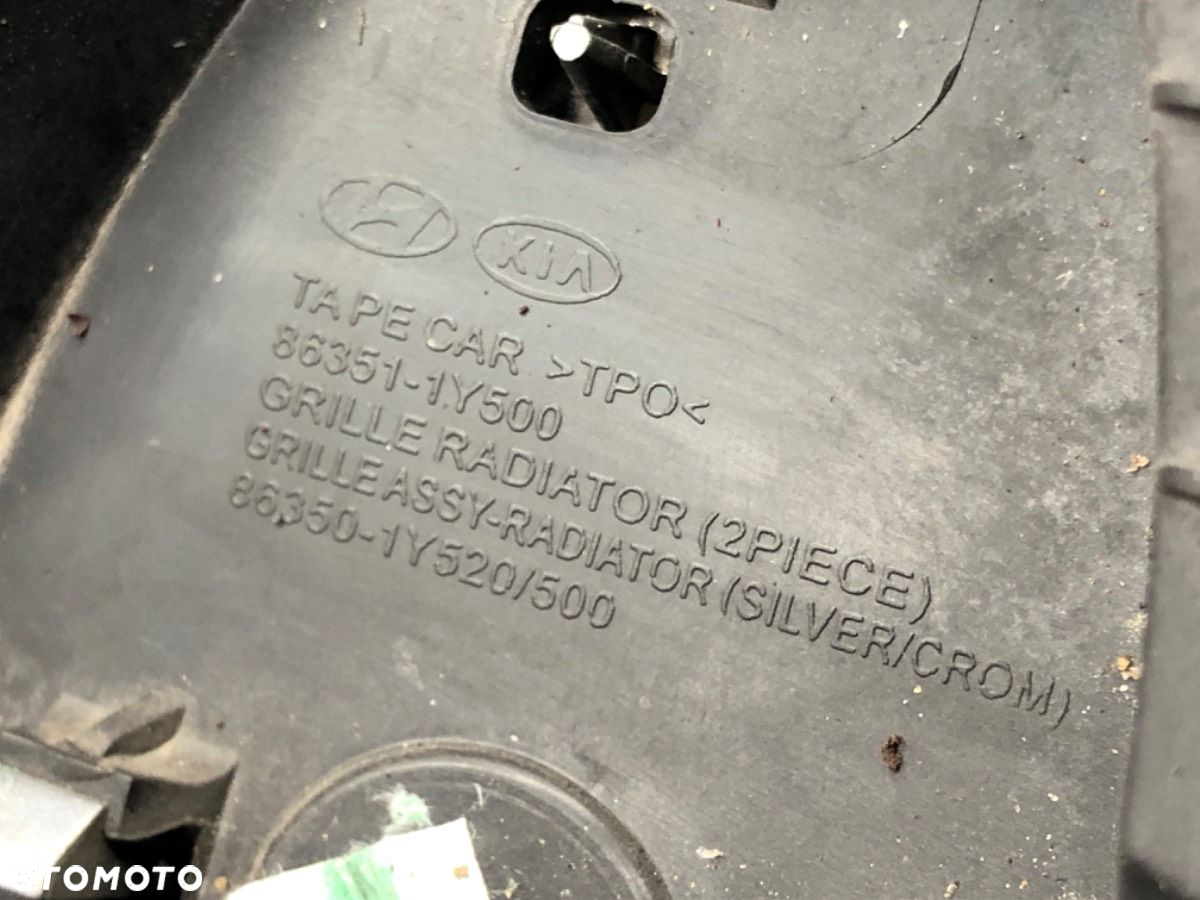 KIA
TAPE CAR >TPO<
86351-1Y500
GRILLE RADIATOR (2PIECE)
GRILLE ASSY-RADIATOR (SILVER/CROM)
86350-1Y520/500
OTOMOTO